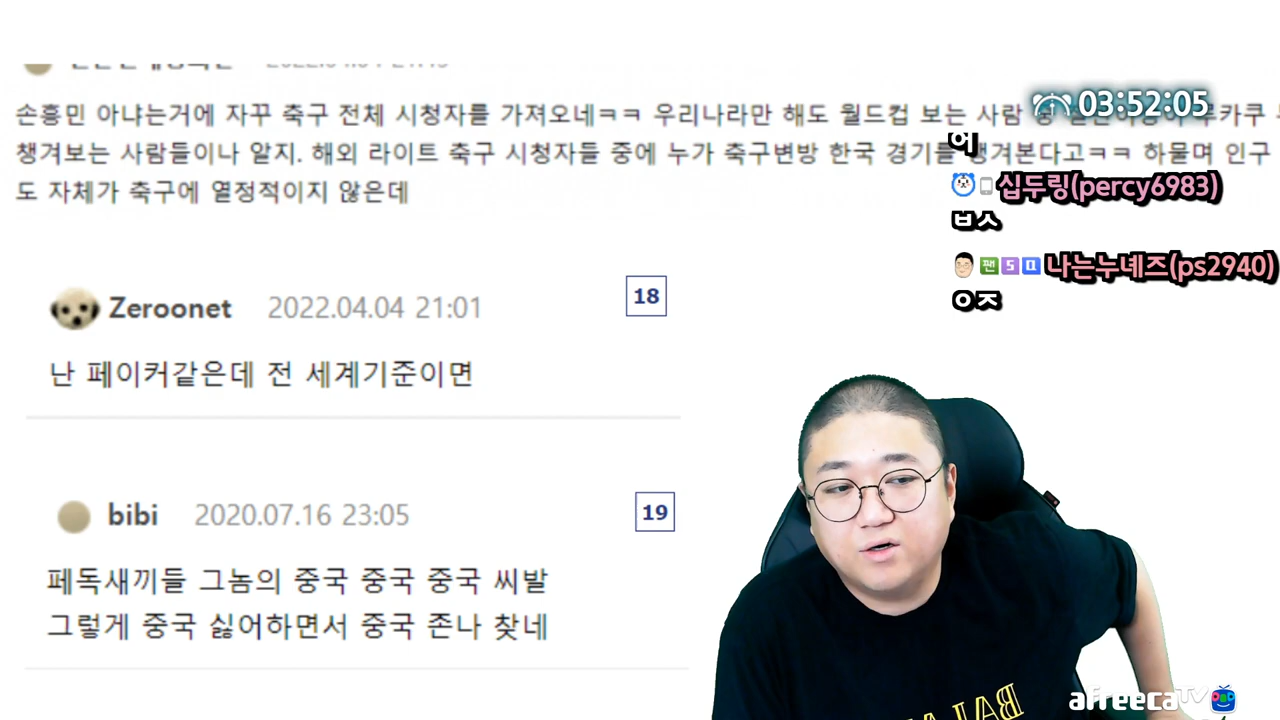 손흥민 아냐는거에 자꾸 축구 전체 시청자를 가져오네ㅋㅋ 우리나라만 해도 월드컵 보는 사람
챙겨보는 사람들이나 알지. 해외 라이트 축구 시청자들 중에 누가 축구변방 한국 경기를 챙겨본다고ㅋㅋ 하물며 인구
도 자체가 축구에 열정적이지 않은데
03:52:05
어
십두링(percy6983)
ㅂㅅ
팬 S Q 나는누녜즈(ps2940)
ㅇㅈ
Zeroonet 2022.04.04 21:01 18
난 페이커같은데 전 세계기준이면
bibi 2020.07.16 23:05 19
페독새끼들 그놈의 중국 중국 중국 씨발
그렇게 중국 싫어하면서 중국 존나 찾네
afreecaTV